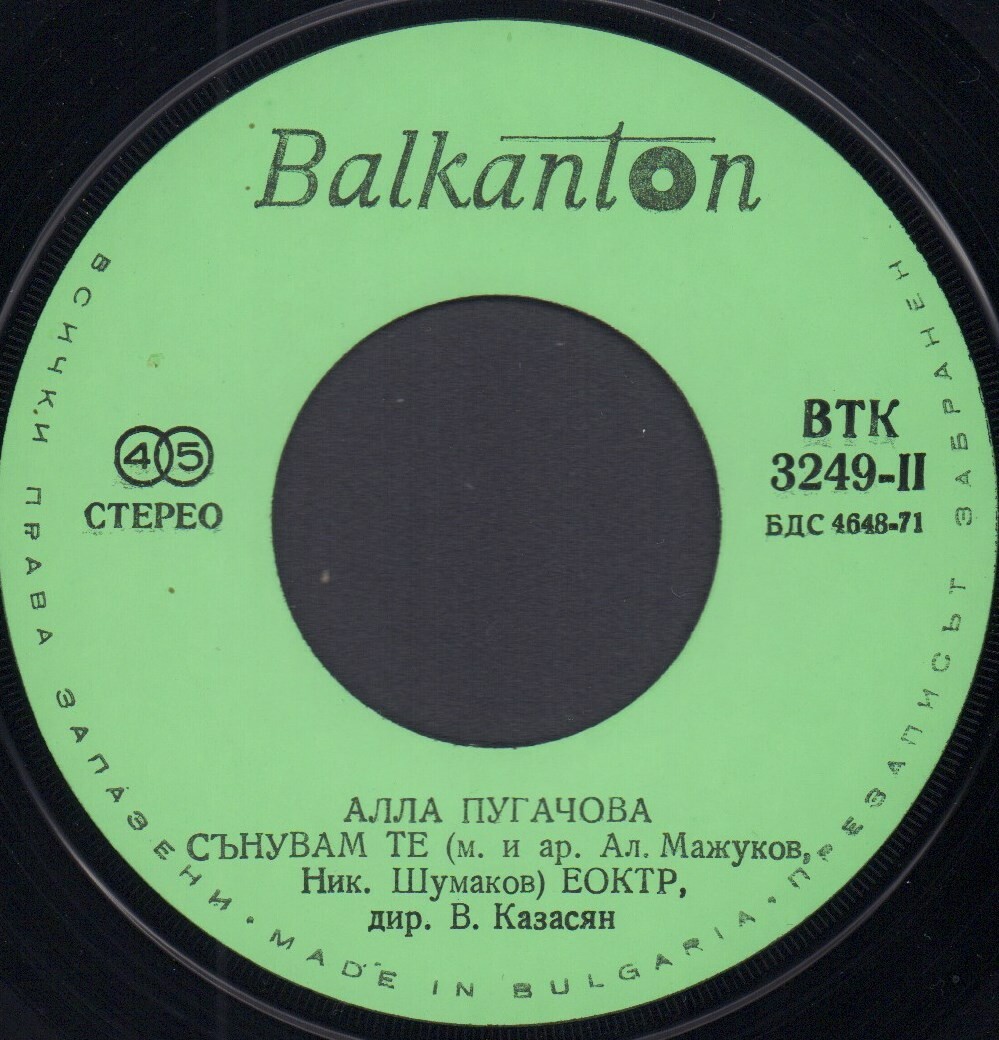 Balkanton
45
СТЕРЕО
ВТК
3249-II
БДС 4648-71
АЛЛА ПУГАЧОВА
СЪНУВАМ ТЕ (м. и ар. Ал. Мажуков,
Ник. Шумаков) ЕОКТР,
дир. В. Казасян
ВСИЧКИ ПРАВА ЗАПАЗЕНИ • MADE IN BULGARIA • ПРЕЗАПИСЪТ ЗАБРАНЕН